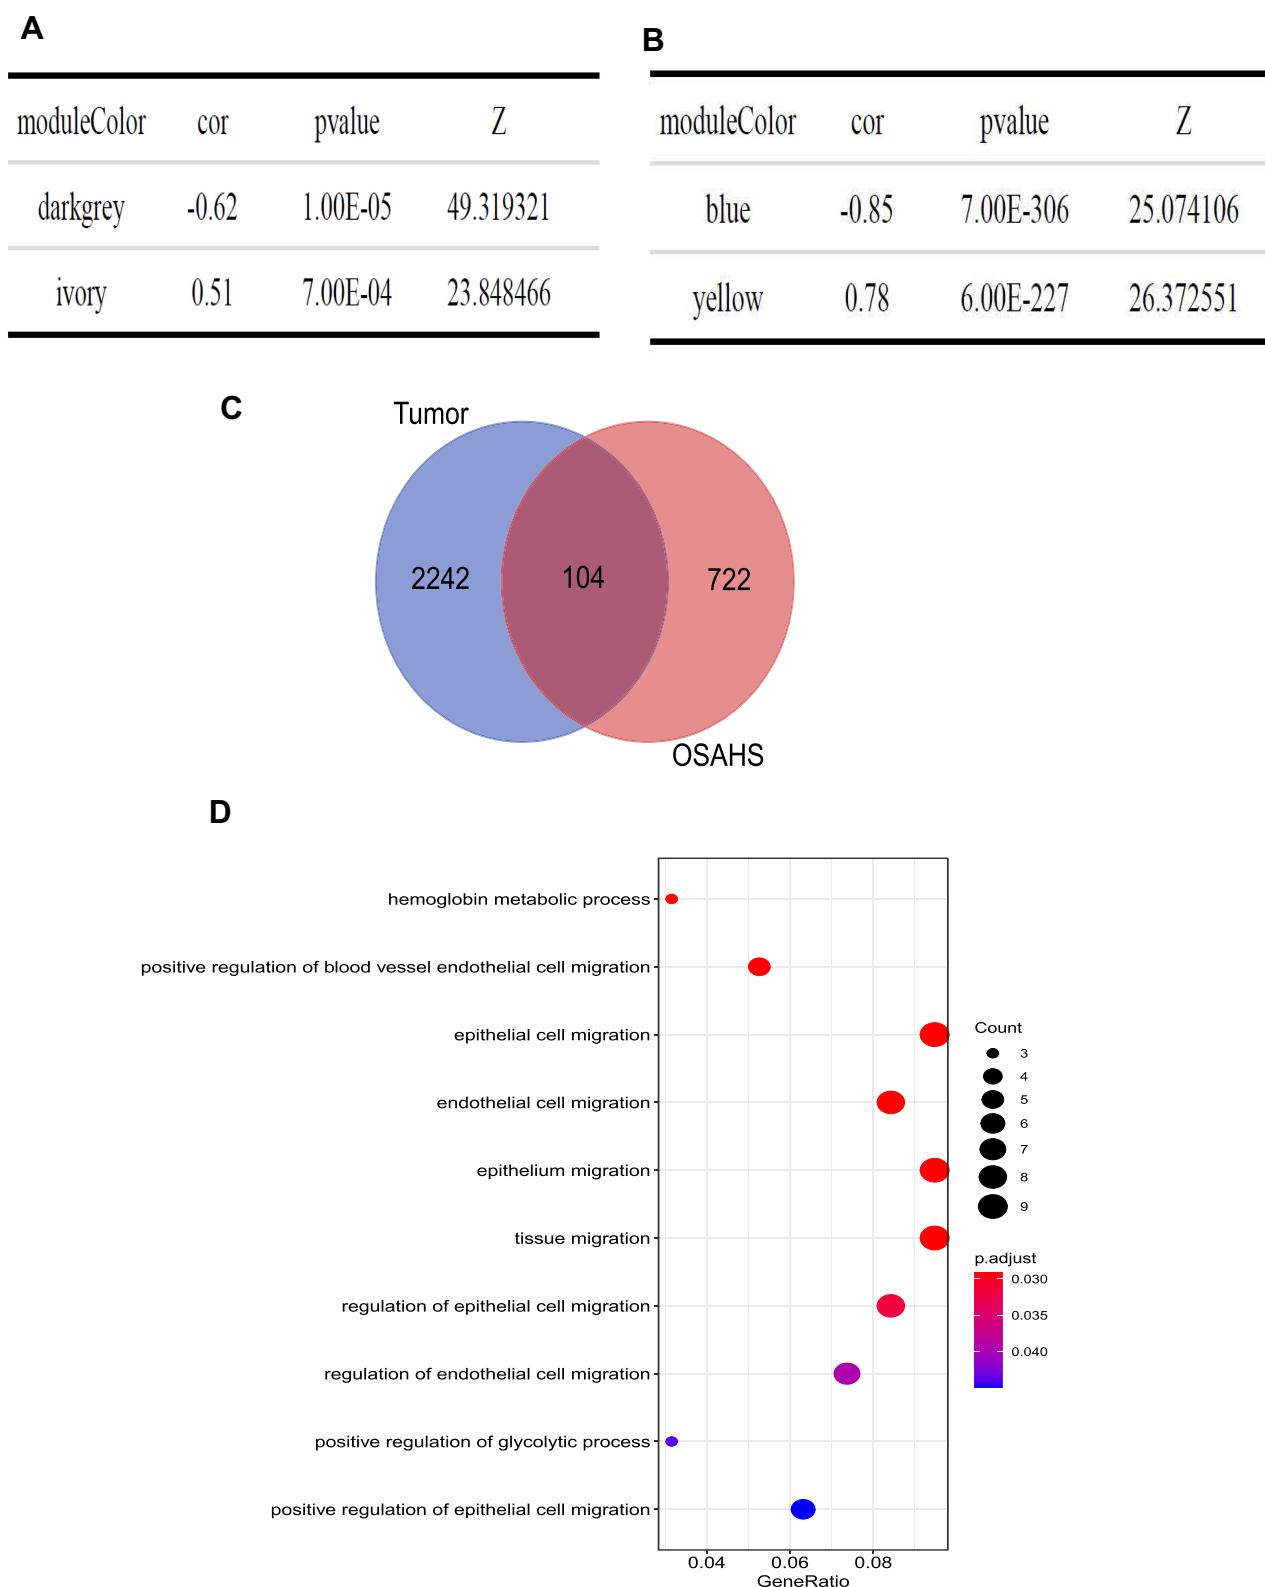 A
moduleColor cor pvalue Z
darkgrey -0.62 1.00E-05 49.319321
ivory 0.51 7.00E-04 23.848466
B
moduleColor cor pvalue Z
blue -0.85 7.00E-306 25.074106
yellow 0.78 6.00E-227 26.372551
C
Tumor
2242 104 722
OSAHS
D
hemoglobin metabolic process
positive regulation of blood vessel endothelial cell migration
epithelial cell migration
endothelial cell migration
epithelium migration
tissue migration
regulation of epithelial cell migration
regulation of endothelial cell migration
positive regulation of glycolytic process
positive regulation of epithelial cell migration
0.04 0.06 0.08
GeneRatio
Count
3
4
5
6
7
8
9
p.adjust
0.030
0.035
0.040